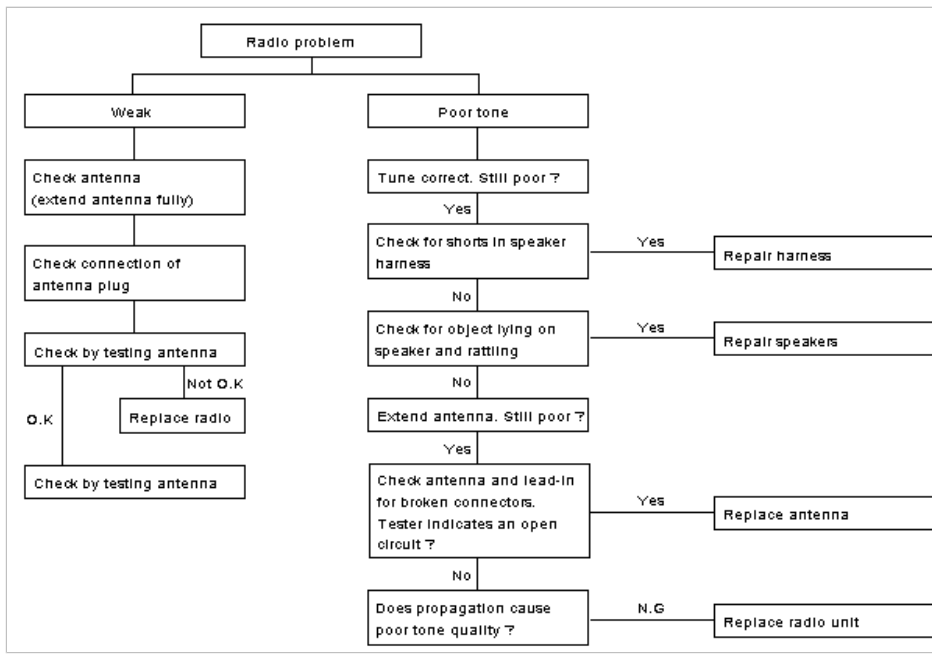 Radio problem
Weak
Poor tone
Check antenna
(extend antenna fully)
Tune correct. Still poor ?
Yes
Check connection of
antenna plug
Check for shorts in speaker
harness
Yes
Repair harness
No
Check by testing antenna
Check for object lying on
speaker and rattling
Yes
Repair speakers
Not O.K
No
O.K
Replace radio
Extend antenna. Still poor ?
Yes
Check by testing antenna
Check antenna and lead-in
for broken connectors.
Tester indicates an open
circuit ?
Yes
Replace antenna
No
Does propagation cause
poor tone quality ?
N.G
Replace radio unit